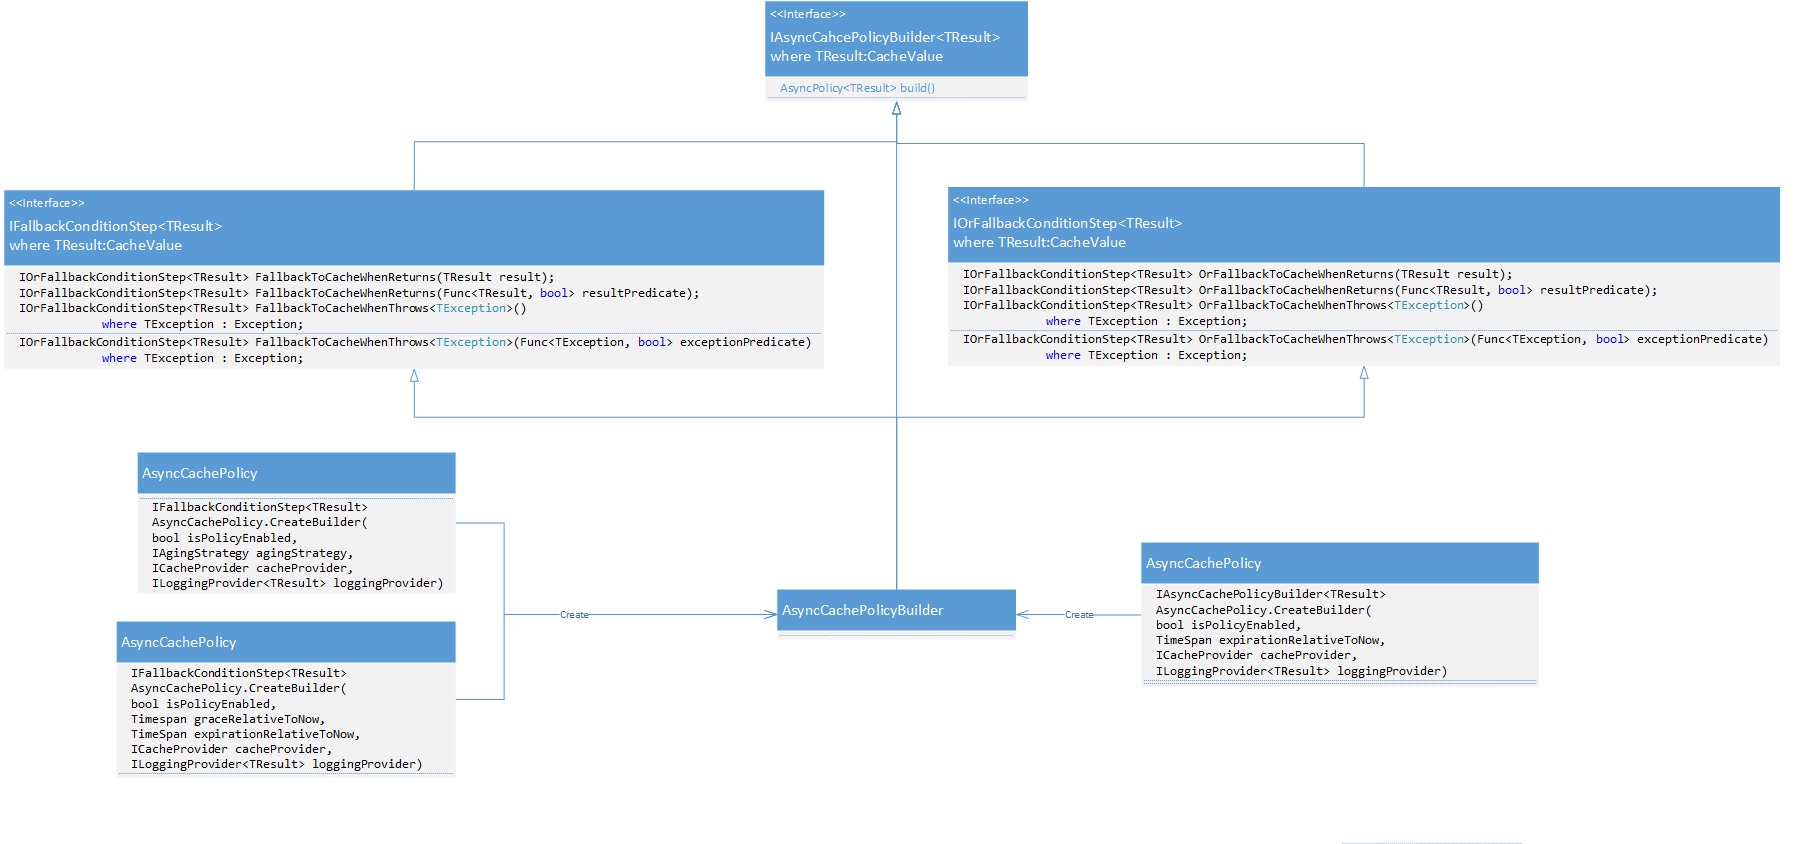 <<Interface>>
IAsyncCahcePolicyBuilder<TResult>
where TResult:CacheValue
AsyncPolicy<TResult> build()
<<Interface>>
IFallbackConditionStep<TResult>
where TResult:CacheValue
IOrFallbackConditionStep<TResult> FallbackToCacheWhenReturns(TResult result);
IOrFallbackConditionStep<TResult> FallbackToCacheWhenReturns(Func<TResult, bool> resultPredicate);
IOrFallbackConditionStep<TResult> FallbackToCacheWhenThrows<TException>()
where TException : Exception;
IOrFallbackConditionStep<TResult> FallbackToCacheWhenThrows<TException>(Func<TException, bool> exceptionPredicate)
where TException : Exception;
<<Interface>>
IOrFallbackConditionStep<TResult>
where TResult:CacheValue
IOrFallbackConditionStep<TResult> OrFallbackToCacheWhenReturns(TResult result);
IOrFallbackConditionStep<TResult> OrFallbackToCacheWhenReturns(Func<TResult, bool> resultPredicate);
IOrFallbackConditionStep<TResult> OrFallbackToCacheWhenThrows<TException>()
where TException : Exception;
IOrFallbackConditionStep<TResult> OrFallbackToCacheWhenThrows<TException>(Func<TException, bool> exceptionPredicate)
where TException : Exception;
AsyncCachePolicy
IFallbackConditionStep<TResult>
AsyncCachePolicy.CreateBuilder(
bool isPolicyEnabled,
IAgingStrategy agingStrategy,
ICacheProvider cacheProvider,
ILoggingProvider<TResult> loggingProvider)
AsyncCachePolicy
IFallbackConditionStep<TResult>
AsyncCachePolicy.CreateBuilder(
bool isPolicyEnabled,
Timespan graceRelativeToNow,
TimeSpan expirationRelativeToNow,
ICacheProvider cacheProvider,
ILoggingProvider<TResult> loggingProvider)
Create
AsyncCachePolicyBuilder
Create
AsyncCachePolicy
IAsyncCachePolicyBuilder<TResult>
AsyncCachePolicy.CreateBuilder(
bool isPolicyEnabled,
TimeSpan expirationRelativeToNow,
ICacheProvider cacheProvider,
ILoggingProvider<TResult> loggingProvider)